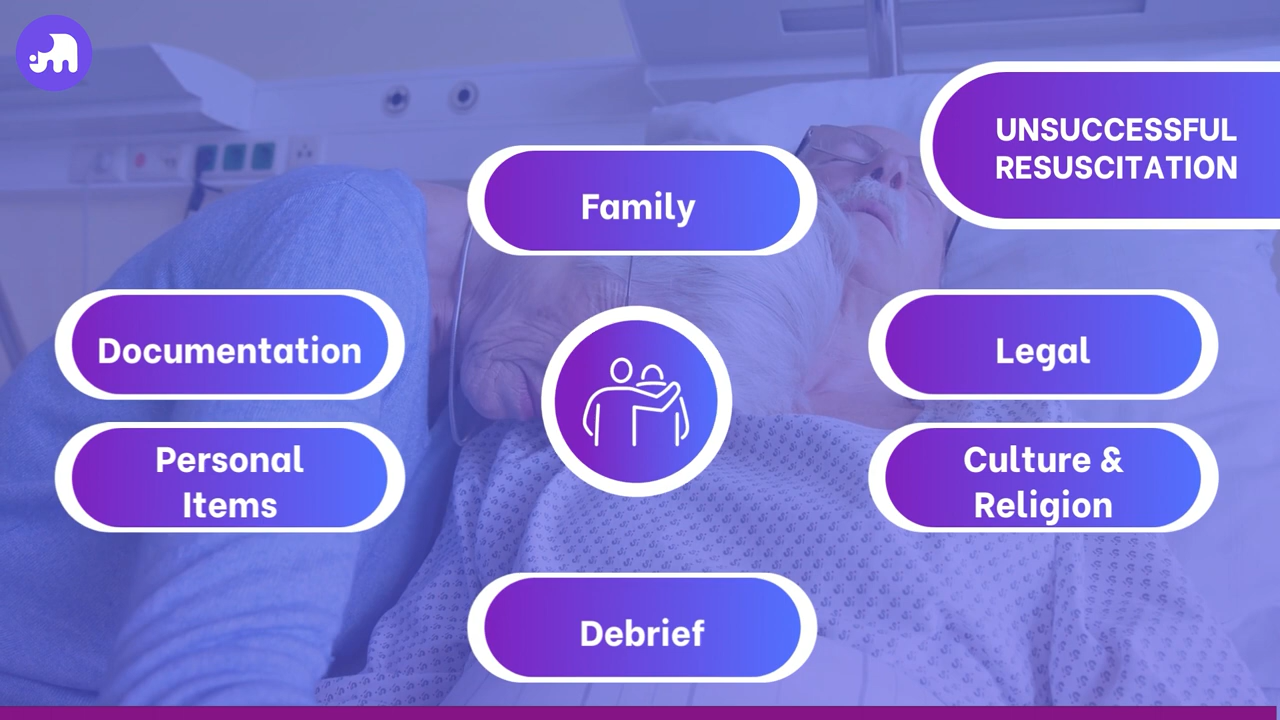 UNSUCCESSFUL
RESUSCITATION
Family
Documentation
Legal
Personal
Items
Culture &
Religion
Debrief